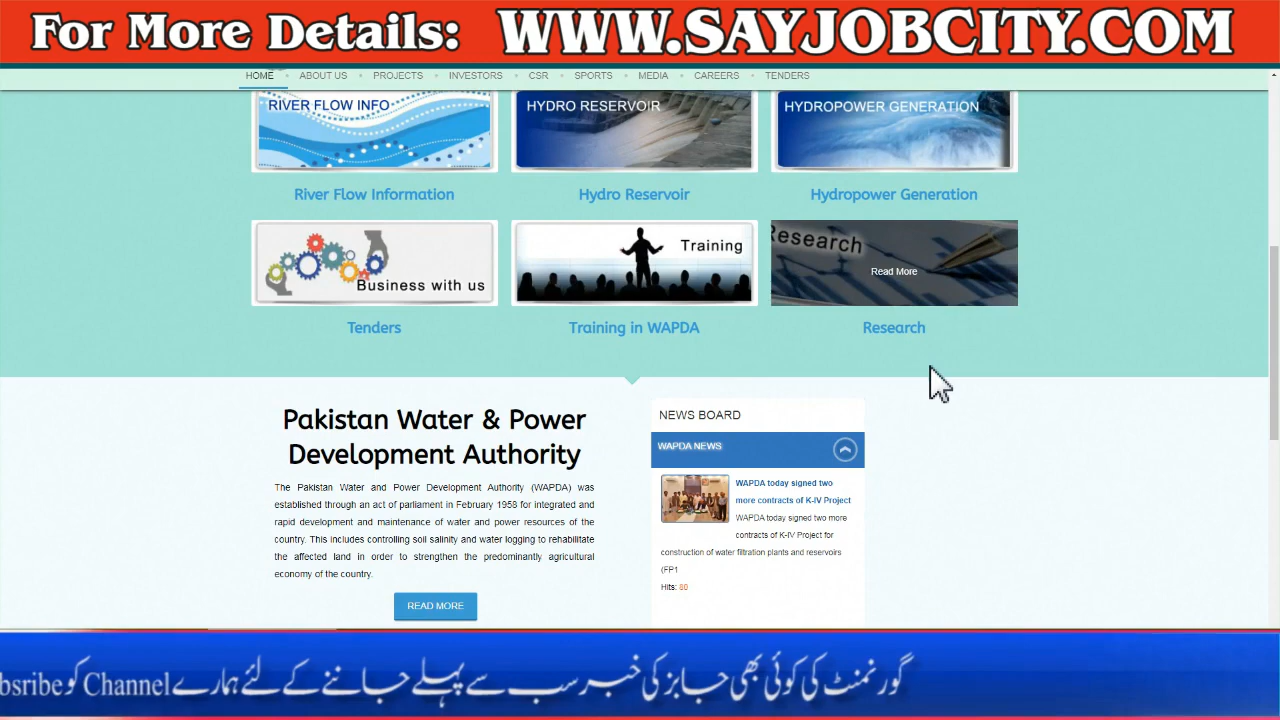 For More Details: WWW.SAYJOBCITY.COM
HOME ABOUT US PROJECTS INVESTORS CSR SPORTS MEDIA CAREERS TENDERS
RIVER FLOW INFO HYDRO RESERVOIR HYDROPOWER GENERATION
River Flow Information Hydro Reservoir Hydropower Generation
Business with us Training Research Read More
Tenders Training in WAPDA Research
Pakistan Water & Power
Development Authority
The Pakistan Water and Power Development Authority (WAPDA) was
established through an act of parliament in February 1958 for integrated and
rapid development and maintenance of water and power resources of the
country. This includes controlling soil salinity and water logging to rehabilitate
the affected land in order to strengthen the predominantly agricultural
economy of the country.
READ MORE
NEWS BOARD
WAPDA NEWS
WAPDA today signed two
more contracts of K-IV Project
WAPDA today signed two more
contracts of K-IV Project for
construction of water filtration plants and reservoirs
(FP1
Hits: 80
گورنمنٹ کی کوئی بھی جابز کی خبر سب سے پہلے جاننے کے لئے ہمارے Channel کو bsribe